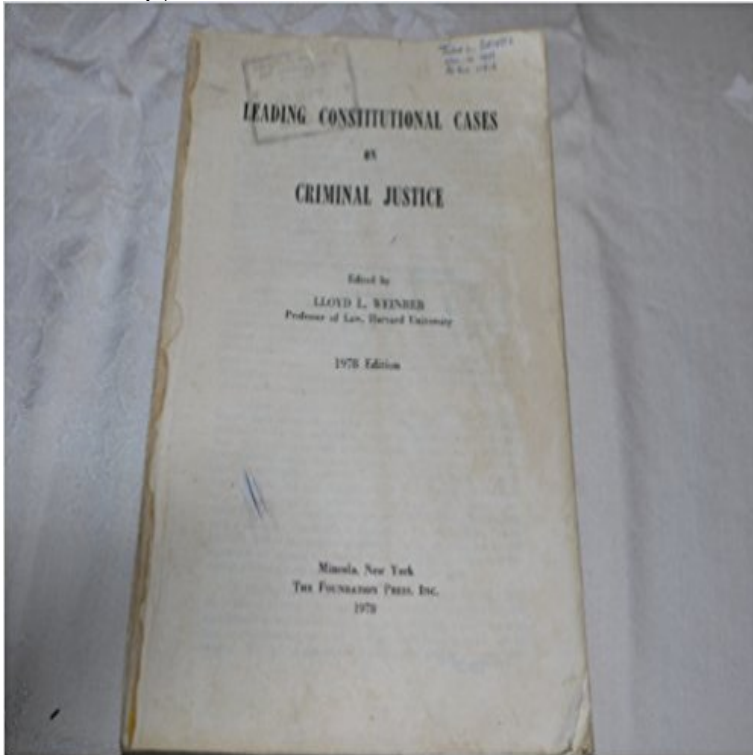 LEADING CONSTITUTIONAL CASES
ON
CRIMINAL JUSTICE
Edited by
LLOYD L. WEINREB
Professor of Law, Harvard University
1978 Edition
Mineola, New York
THE FOUNDATION PRESS, INC.
1978